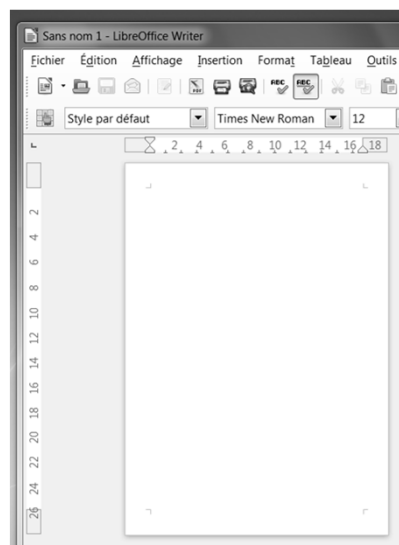 Sans nom 1 - LibreOffice Writer
Fichier Édition Affichage Insertion Format Tableau Outils
ABC ABC
Style par défaut Times New Roman 12
2 4 6 8 10 12 14 16 18
2
4
6
8
10
12
14
16
18
20
22
24
26